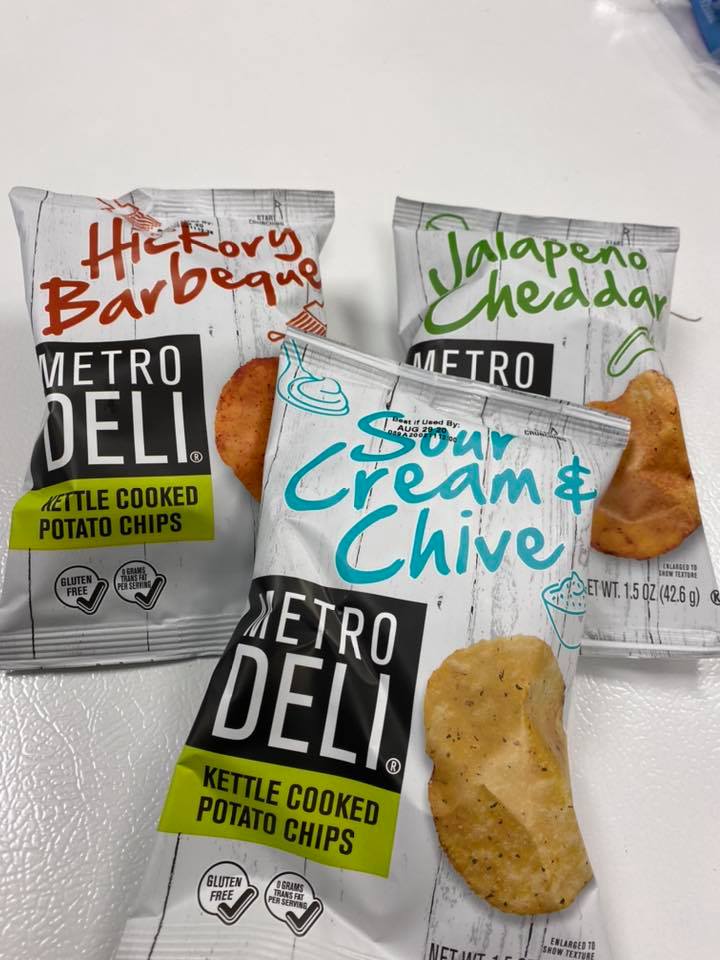 Hickory
Barbeque
METRO
DELI®
KETTLE COOKED
POTATO CHIPS
GLUTEN
FREE
0 GRAMS
TRANS FAT
PER SERVING
Jalapeno
Cheddar
METRO
ENLARGED TO
SHOW TEXTURE
ET WT. 1.5 OZ (42.6 g)
Best if Used By:
AUG 29 20
Sour
Cream &
Chive
METRO
DELI®
KETTLE COOKED
POTATO CHIPS
GLUTEN
FREE
0 GRAMS
TRANS FAT
PER SERVING
ENLARGED TO
SHOW TEXTURE
NET WT. 1.5